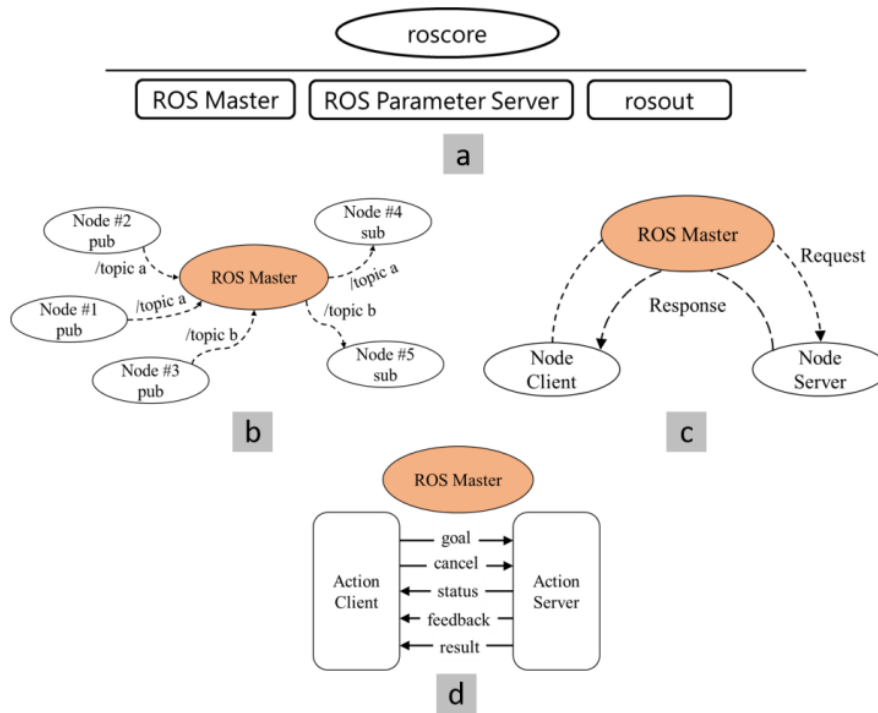 roscore
ROS Master
ROS Parameter Server
rosout
a
Node #2
pub
/topic a
Node #1
pub
/topic a
Node #3
pub
/topic b
ROS Master
Node #4
sub
/topic a
/topic b
Node #5
sub
b
ROS Master
Request
Response
Node
Client
Node
Server
c
ROS Master
Action
Client
goal
cancel
status
feedback
result
Action
Server
d